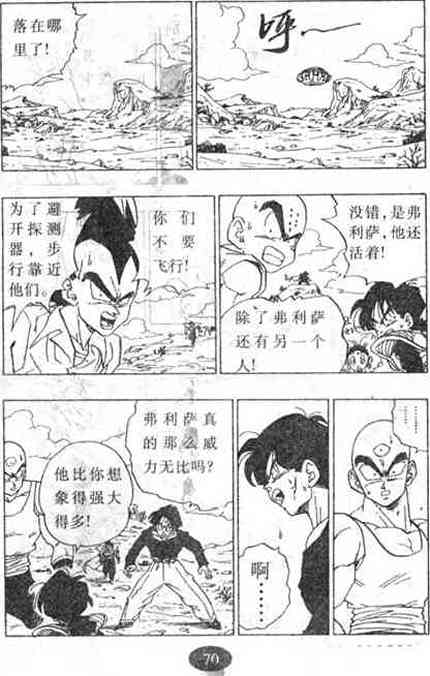 呼一
落在哪
里了!
没错,是弗
利萨,他还
活着!
除了弗利萨
还有另一个
人!
你们
不要
飞行!
为了避
开探测
器,步
行靠近
他们。
……
……
啊
……
弗利萨真
的那么威
力无比吗?
他比你想
象得强大
得多!
70